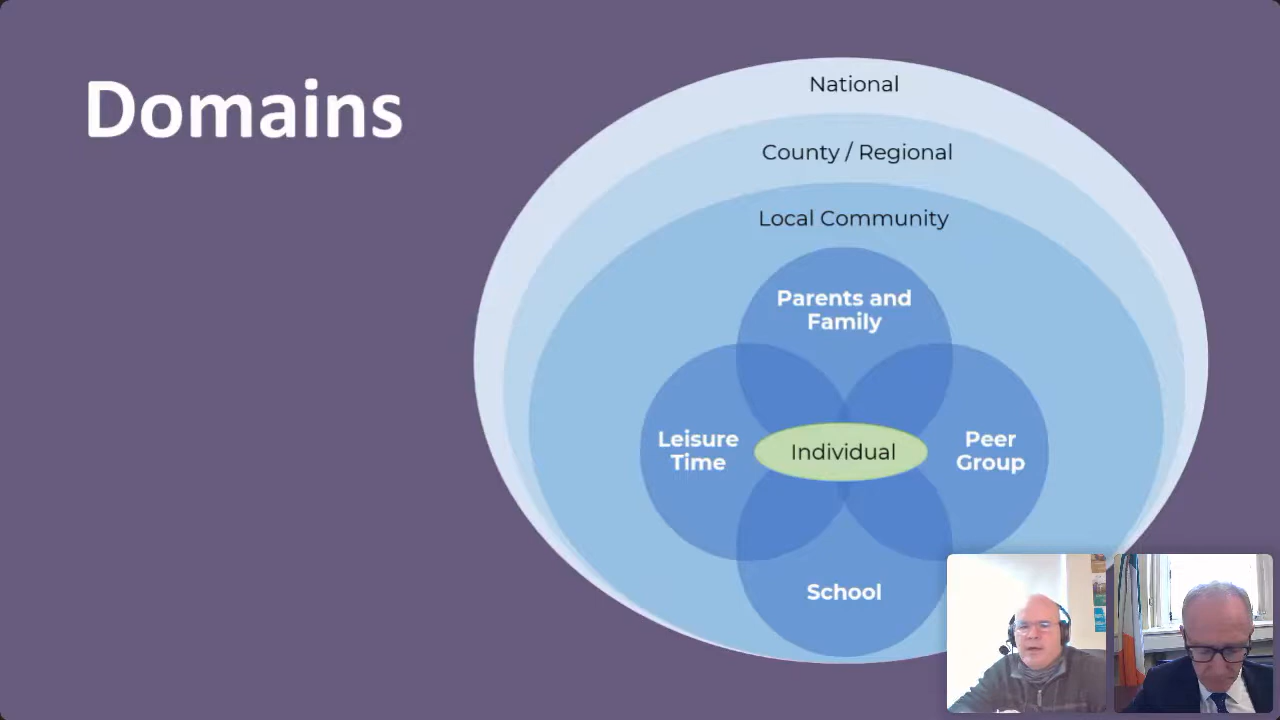 Domains
National
County / Regional
Local Community
Parents and
Family
Leisure
Time
Individual
Peer
Group
School